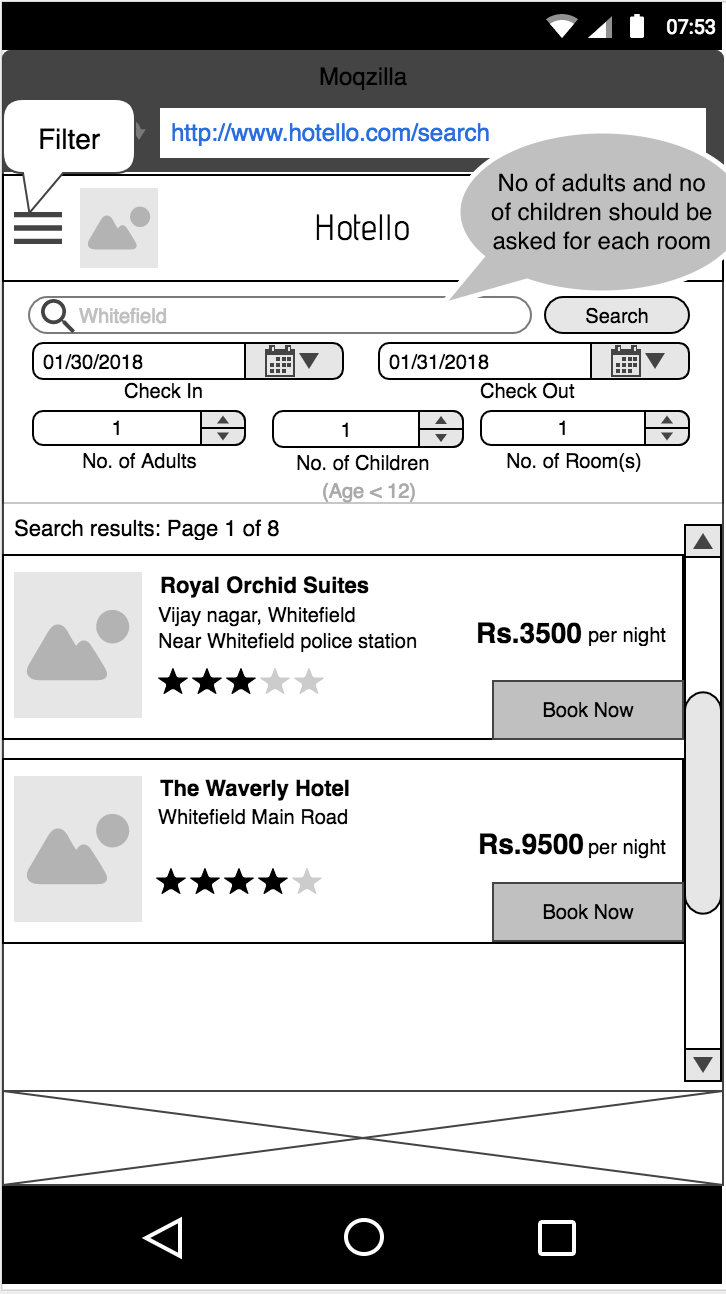 07:53
Moqzilla
Filter
http://www.hotello.com/search
No of adults and no
of children should be
asked for each room
Hotello
Whitefield
Search
01/30/2018
01/31/2018
Check In
Check Out
1
1
1
No. of Adults
No. of Children
No. of Room(s)
(Age < 12)
Search results: Page 1 of 8
Royal Orchid Suites
Vijay nagar, Whitefield
Near Whitefield police station
Rs.3500 per night
Book Now
The Waverly Hotel
Whitefield Main Road
Rs.9500 per night
Book Now